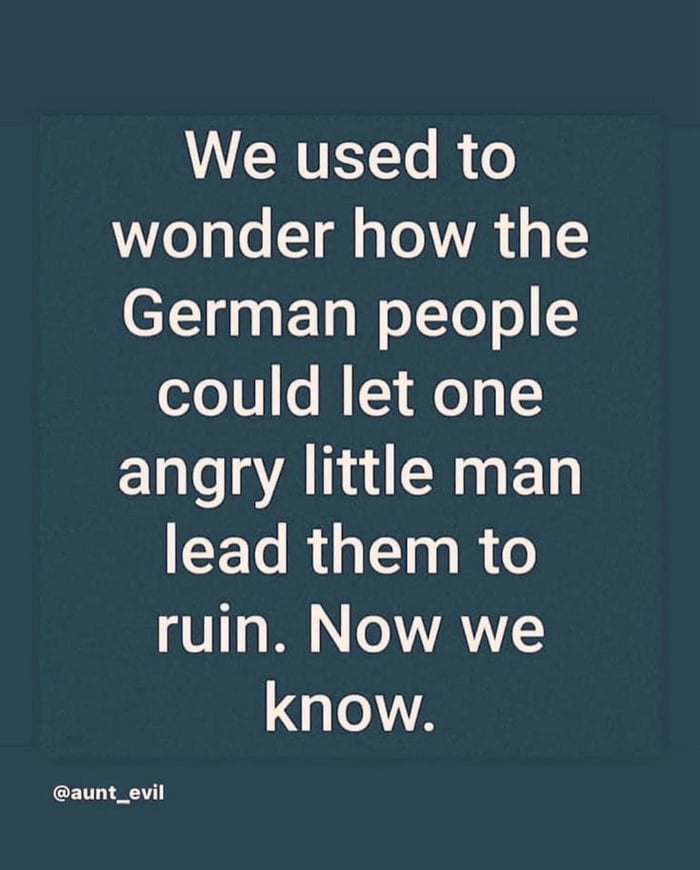 We used to
wonder how the
German people
could let one
angry little man
lead them to
ruin. Now we
know.
@aunt_evil